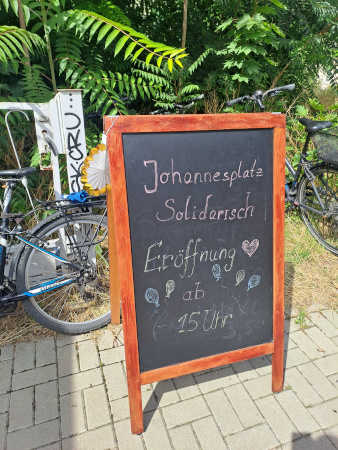 Johannesplatz
Solidarisch
Eröffnung
ab
15 Uhr